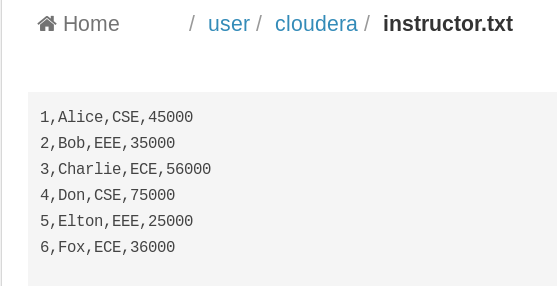 Home / user / cloudera / instructor.txt
1,Alice,CSE,45000
2,Bob,EEE,35000
3,Charlie,ECE,56000
4,Don,CSE,75000
5,Elton,EEE,25000
6,Fox,ECE,36000